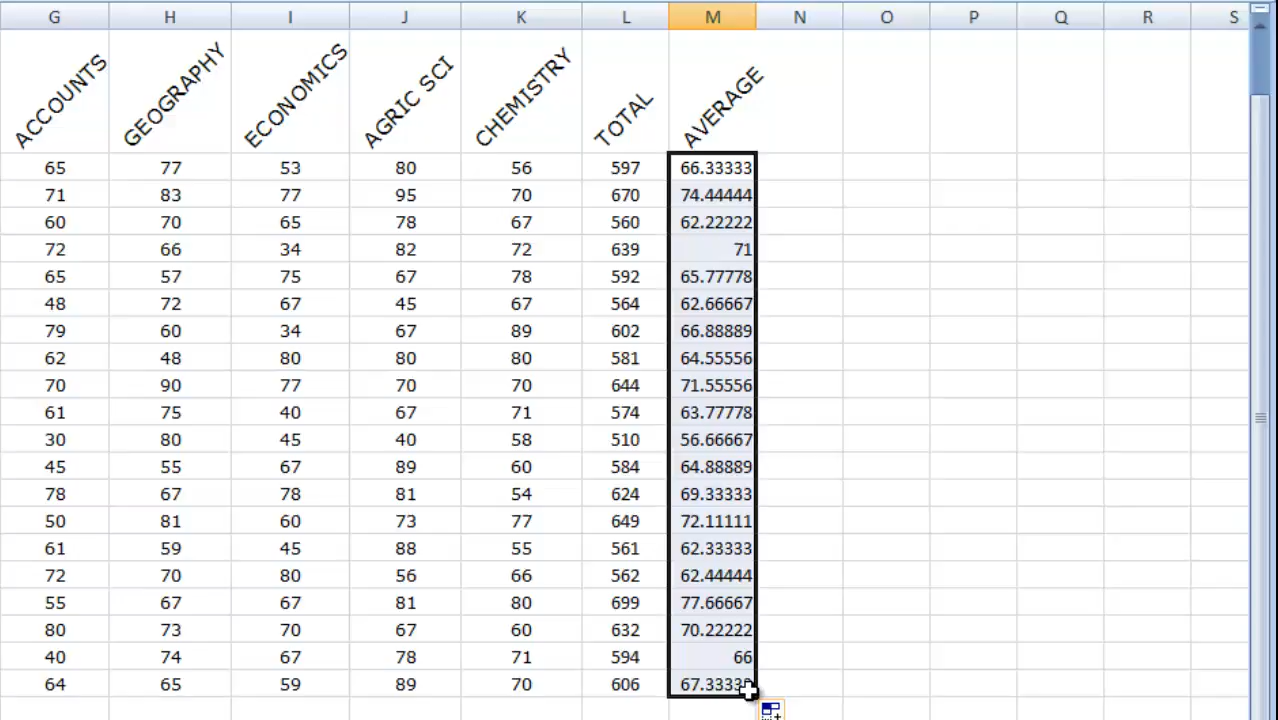 G H I J K L M N O P Q R S
ACCOUNTS GEOGRAPHY ECONOMICS AGRIC SCI CHEMISTRY TOTAL AVERAGE
65 77 53 80 56 597 66.33333
71 83 77 95 70 670 74.44444
60 70 65 78 67 560 62.22222
72 66 34 82 72 639 71
65 57 75 67 78 592 65.77778
48 72 67 45 67 564 62.66667
79 60 34 67 89 602 66.88889
62 48 80 80 80 581 64.55556
70 90 77 70 70 644 71.55556
61 75 40 67 71 574 63.77778
30 80 45 40 58 510 56.66667
45 55 67 89 60 584 64.88889
78 67 78 81 54 624 69.33333
50 81 60 73 77 649 72.11111
61 59 45 88 55 561 62.33333
72 70 80 56 66 562 62.44444
55 67 67 81 80 699 77.66667
80 73 70 67 60 632 70.22222
40 74 67 78 71 594 66
64 65 59 89 70 606 67.33333